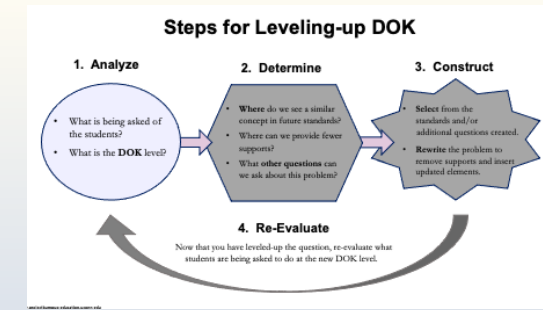 Steps for Leveling-up DOK
1. Analyze
• What is being asked of
the students?
• What is the DOK level?
2. Determine
• Where do we see a similar
concept in future standards?
• Where can we provide fewer
supports?
• What other questions can
we ask about this problem?
3. Construct
• Select from the
standards and/or
additional questions created.
• Rewrite the problem to
remove supports and insert
updated elements.
4. Re-Evaluate
Now that you have leveled-up the question, re-evaluate what
students are being asked to do at the new DOK level.